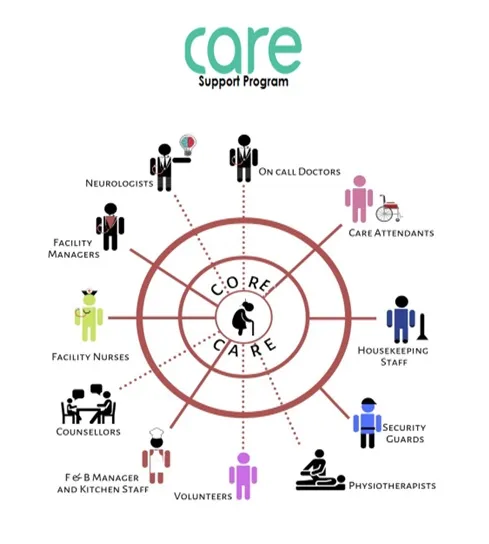 care
Support Program
NEUROLOGISTS
ON CALL DOCTORS
CARE ATTENDANTS
FACILITY
MANAGERS
CORE
CARE
FACILITY NURSES
HOUSEKEEPING
STAFF
COUNSELLORS
SECURITY
GUARDS
F & B MANAGER
AND KITCHEN STAFF
VOLUNTEERS
PHYSIOTHERAPISTS